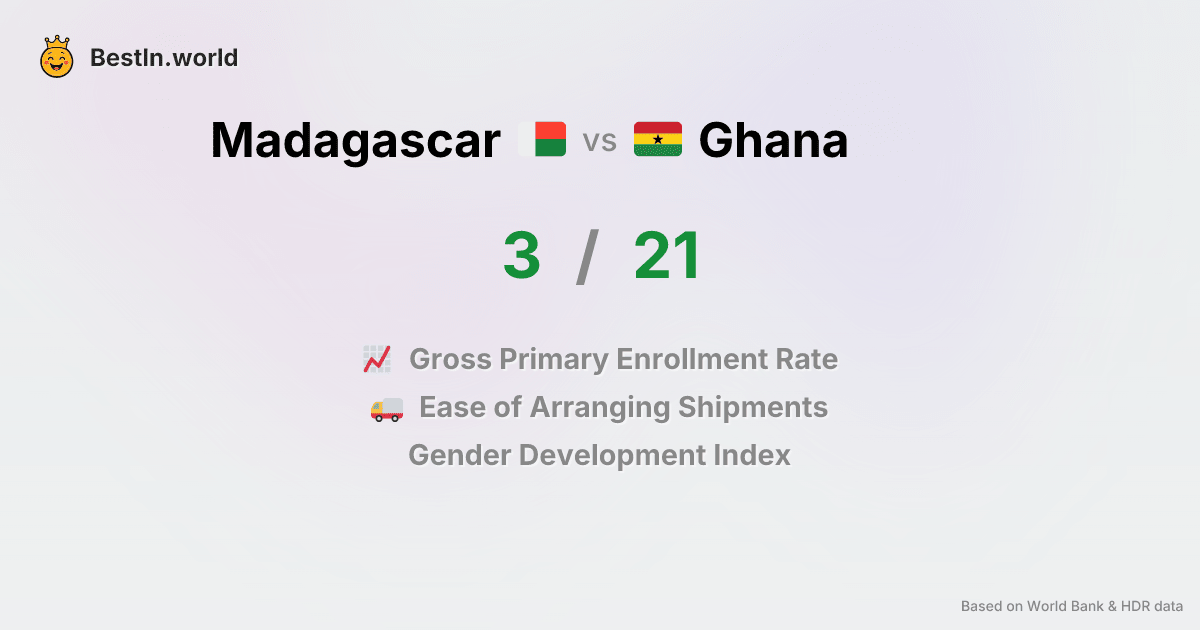 BestIn.world
Madagascar vs Ghana
3 / 21
Gross Primary Enrollment Rate
Ease of Arranging Shipments
Gender Development Index
Based on World Bank & HDR data